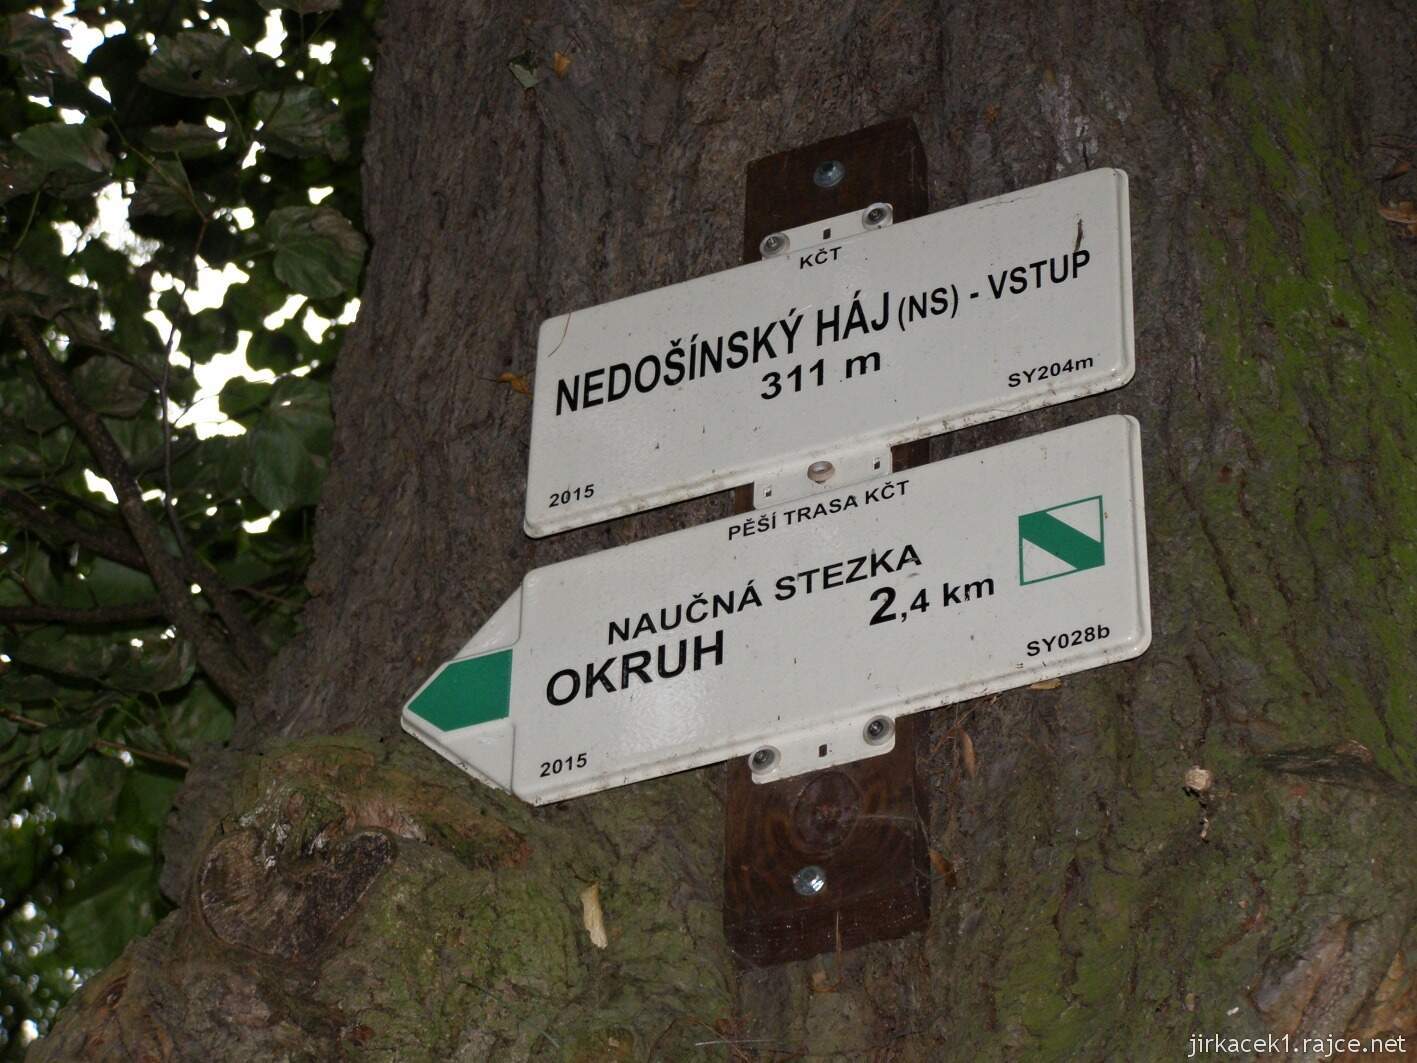 KČT
NEDOŠÍNSKÝ HÁJ (NS) - VSTUP
311 m
SY204m
2015
PĚŠÍ TRASA KČT
NAUČNÁ STEZKA
OKRUH 2,4 km
SY028b
2015
jirkacek1.rajce.net